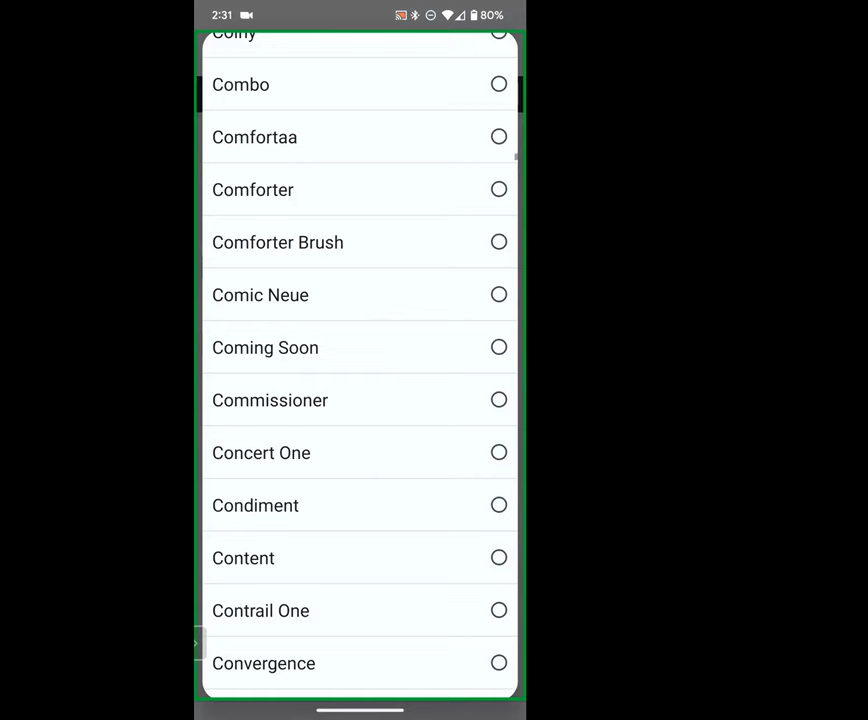 2:31
80%
Coiny
Combo
Comfortaa
Comforter
Comforter Brush
Comic Neue
Coming Soon
Commissioner
Concert One
Condiment
Content
Contrail One
Convergence